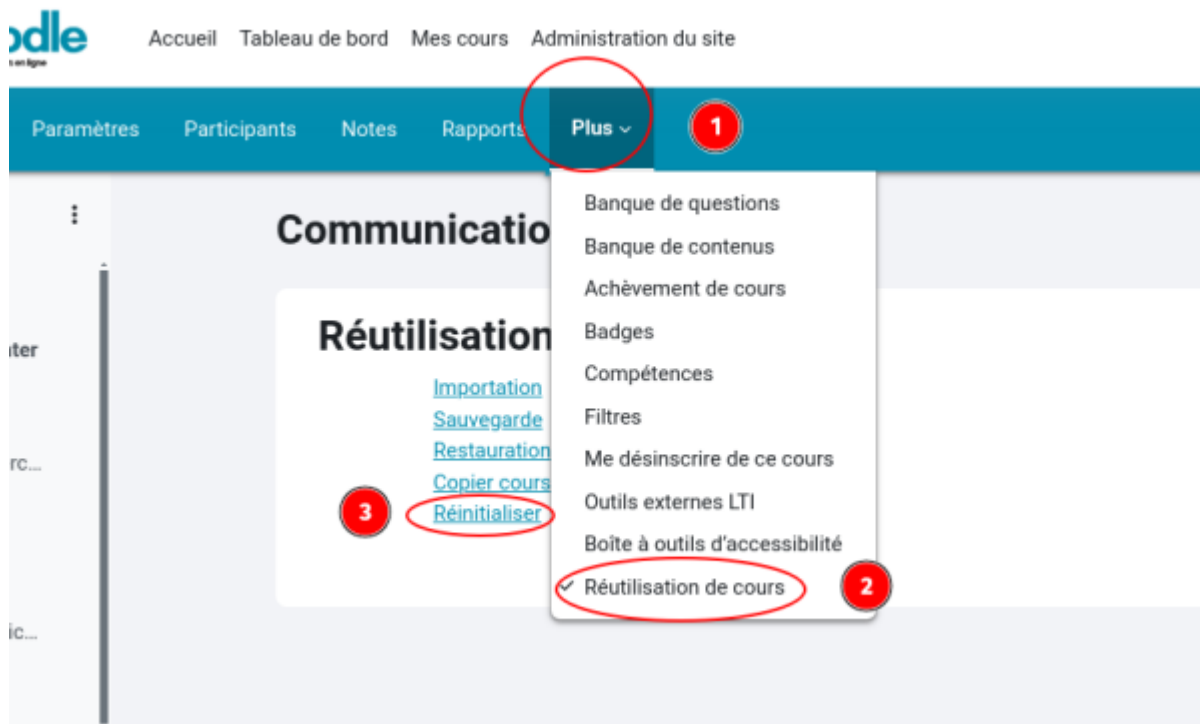 odle
Accueil Tableau de bord Mes cours Administration du site
en ligne
Paramètres Participants Notes Rapports Plus 1
Communicatio
Banque de questions
Banque de contenus
Achèvement de cours
Badges
Compétences
Filtres
Me désinscrire de ce cours
Outils externes LTI
Boîte à outils d'accessibilité
Réutilisation de cours 2
Réutilisation
Importation
Sauvegarde
Restauration
Copier cours
3 Réinitialiser
ter
rc...
ic...